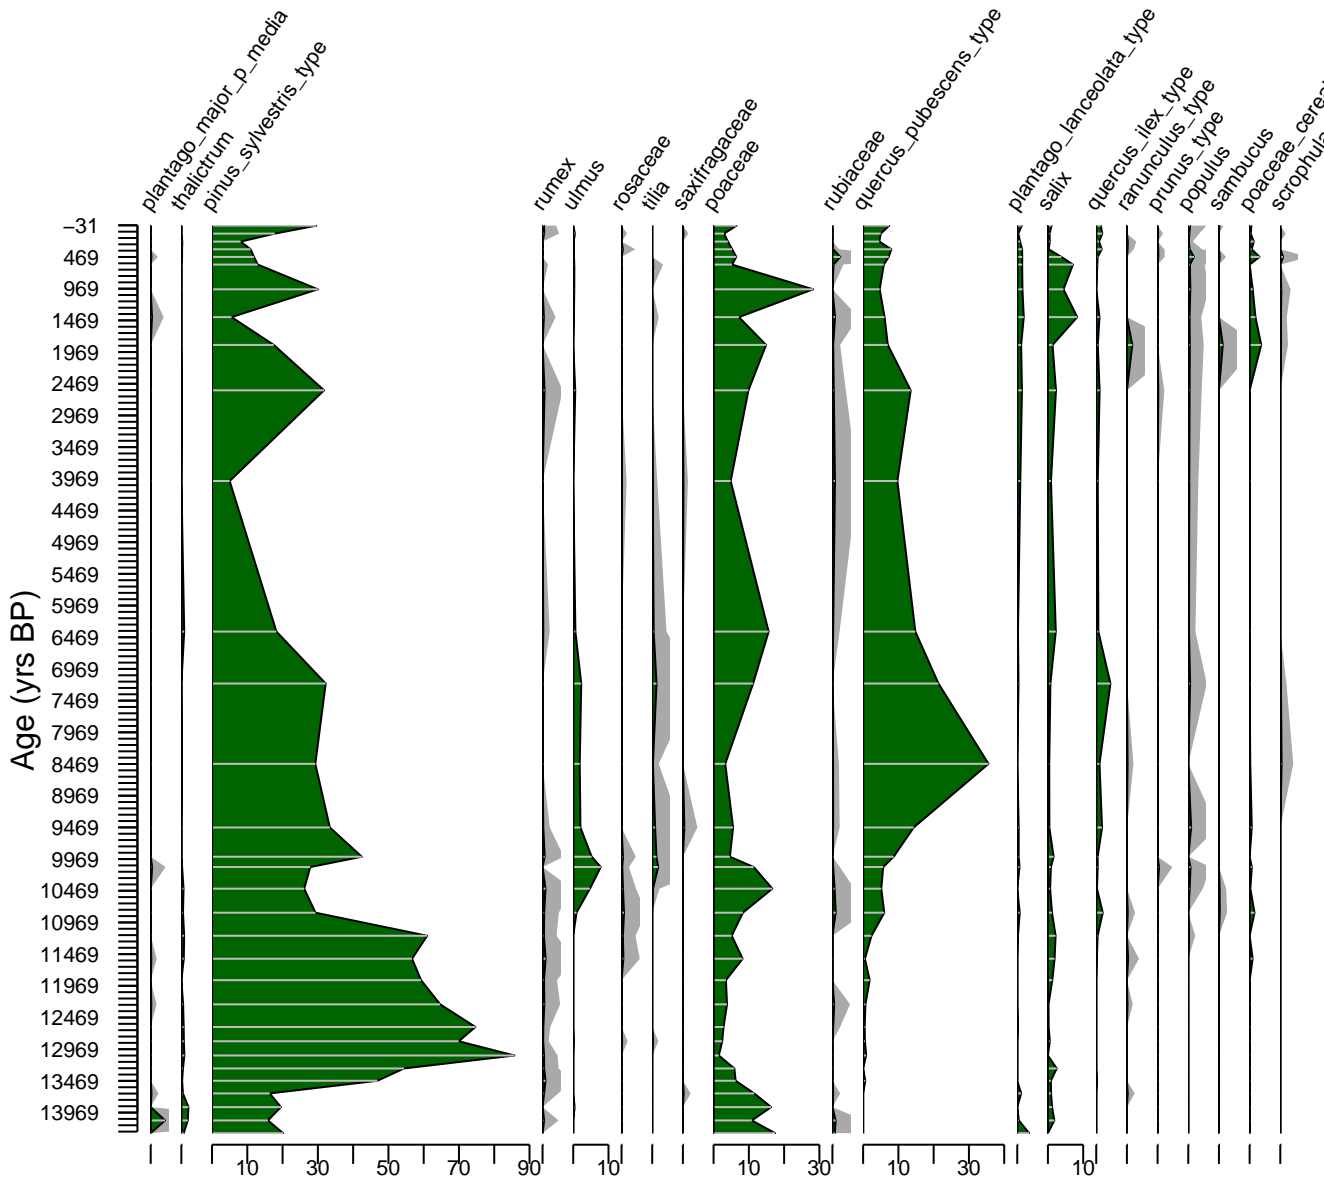 plantago_major_p_media
thalictrum
pinus_sylvestris_type
rumex
ulmus
rosaceae
tilia
saxifragaceae
poaceae
rubiaceae
quercus_pubescens_type
plantago_lanceolata_type
salix
quercus_ilex_type
ranunculus_type
prunus_type
populus
sambucus
poaceae_cereal
scrophula
Age (yrs BP)
−31
469
969
1469
1969
2469
2969
3469
3969
4469
4969
5469
5969
6469
6969
7469
7969
8469
8969
9469
9969
10469
10969
11469
11969
12469
12969
13469
13969
10 30 50 70 90 10 10 30 10 30 10